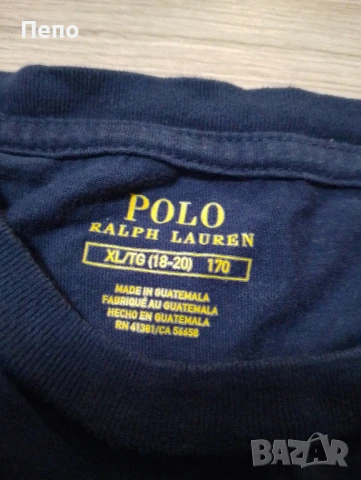 Пепо
POLO
RALPH LAUREN
XL/TG (18-20) 170
MADE IN GUATEMALA
FABRIQUÉ AU GUATEMALA
HECHO EN GUATEMALA
RN 41381/CA 56658
BAZAR